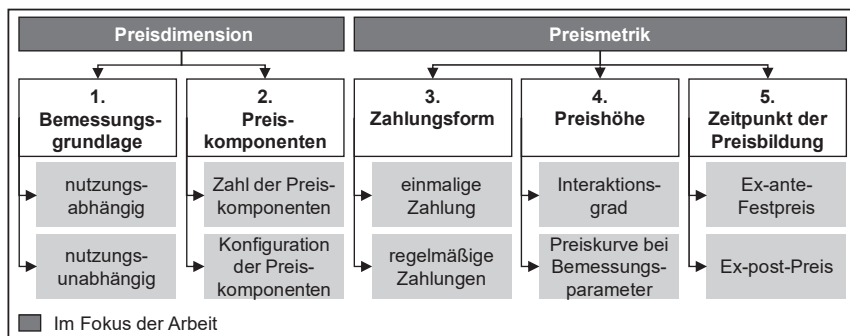 Preisdimension
Preismetrik
1.
Bemessungs-
grundlage
2.
Preis-
komponenten
3.
Zahlungsform
4.
Preishöhe
5.
Zeitpunkt der
Preisbildung
nutzungs-
abhängig
Zahl der Preis-
komponenten
einmalige
Zahlung
Interaktions-
grad
Ex-ante-
Festpreis
nutzungs-
unabhängig
Konfiguration
der Preis-
komponenten
regelmäßige
Zahlungen
Preiskurve bei
Bemessungs-
parameter
Ex-post-Preis
Im Fokus der Arbeit